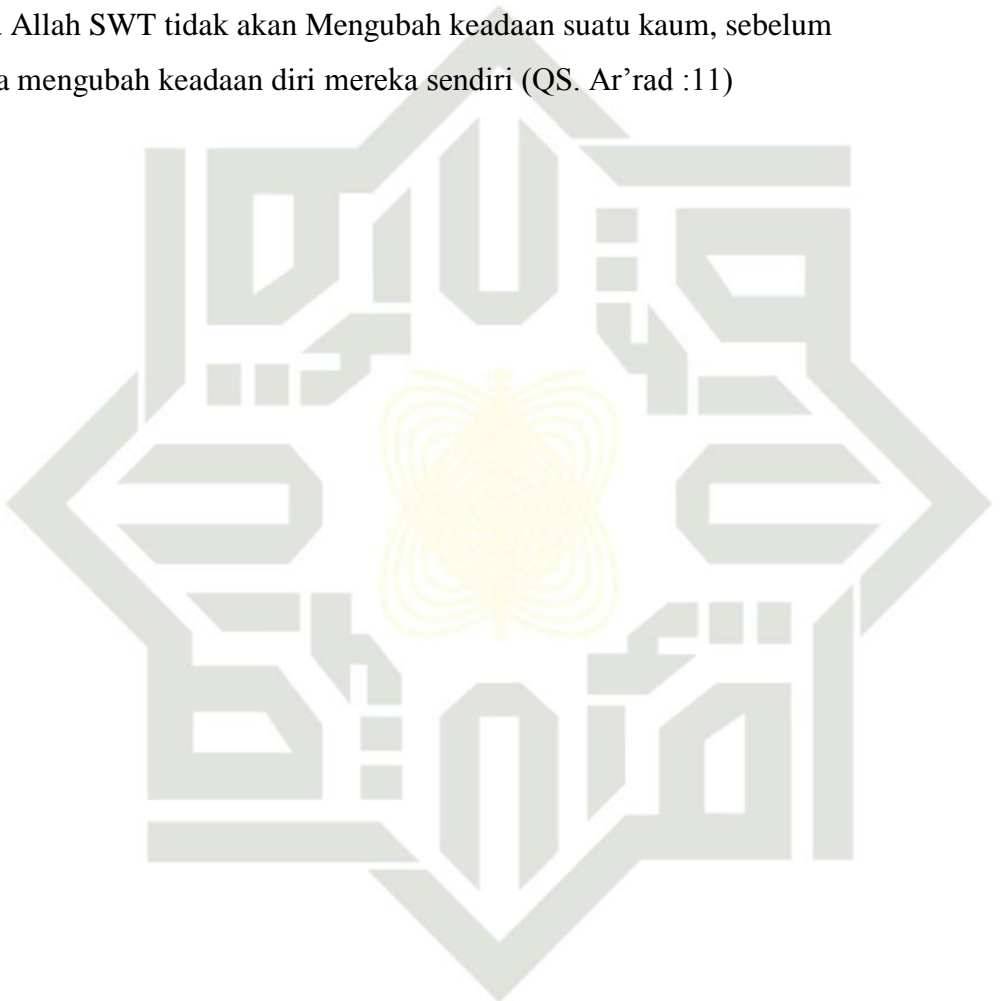 Allah SWT tidak akan Mengubah keadaan suatu kaum, sebelum
mengubah keadaan diri mereka sendiri (QS. Ar’rad :11)